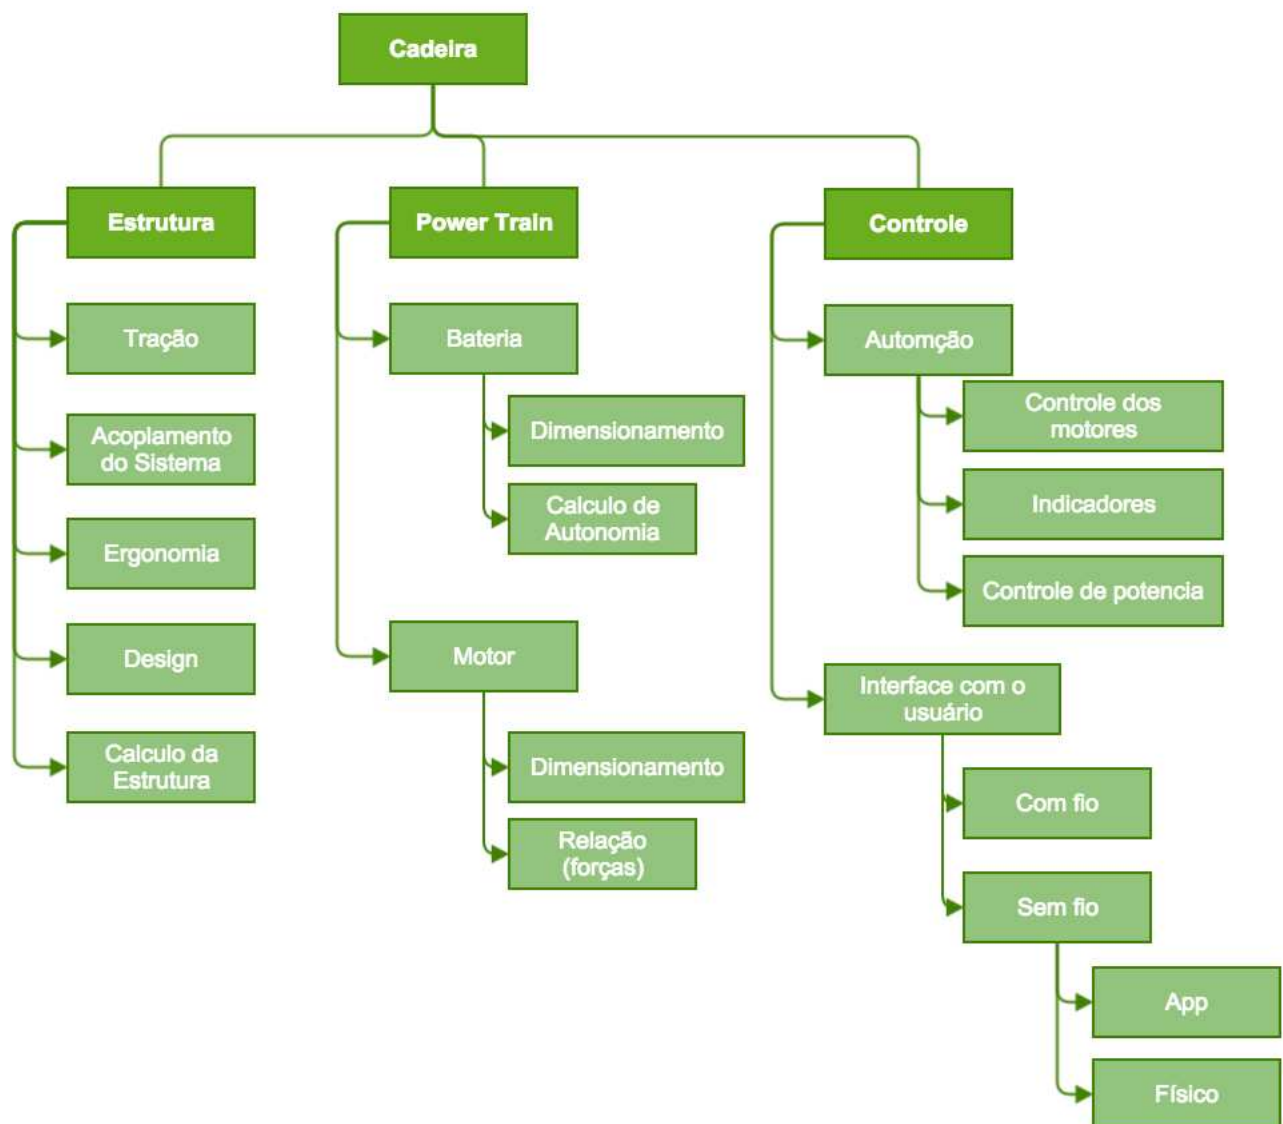 Cadeira
Estrutura
Tração
Acoplamento
do Sistema
Ergonomia
Design
Calculo da
Estrutura
Power Train
Bateria
Dimensionamento
Calculo de
Autonomia
Motor
Dimensionamento
Relação
(forças)
Controle
Automção
Controle dos
motores
Indicadores
Controle de potencia
Interface com o
usuário
Com fio
Sem fio
App
Físico